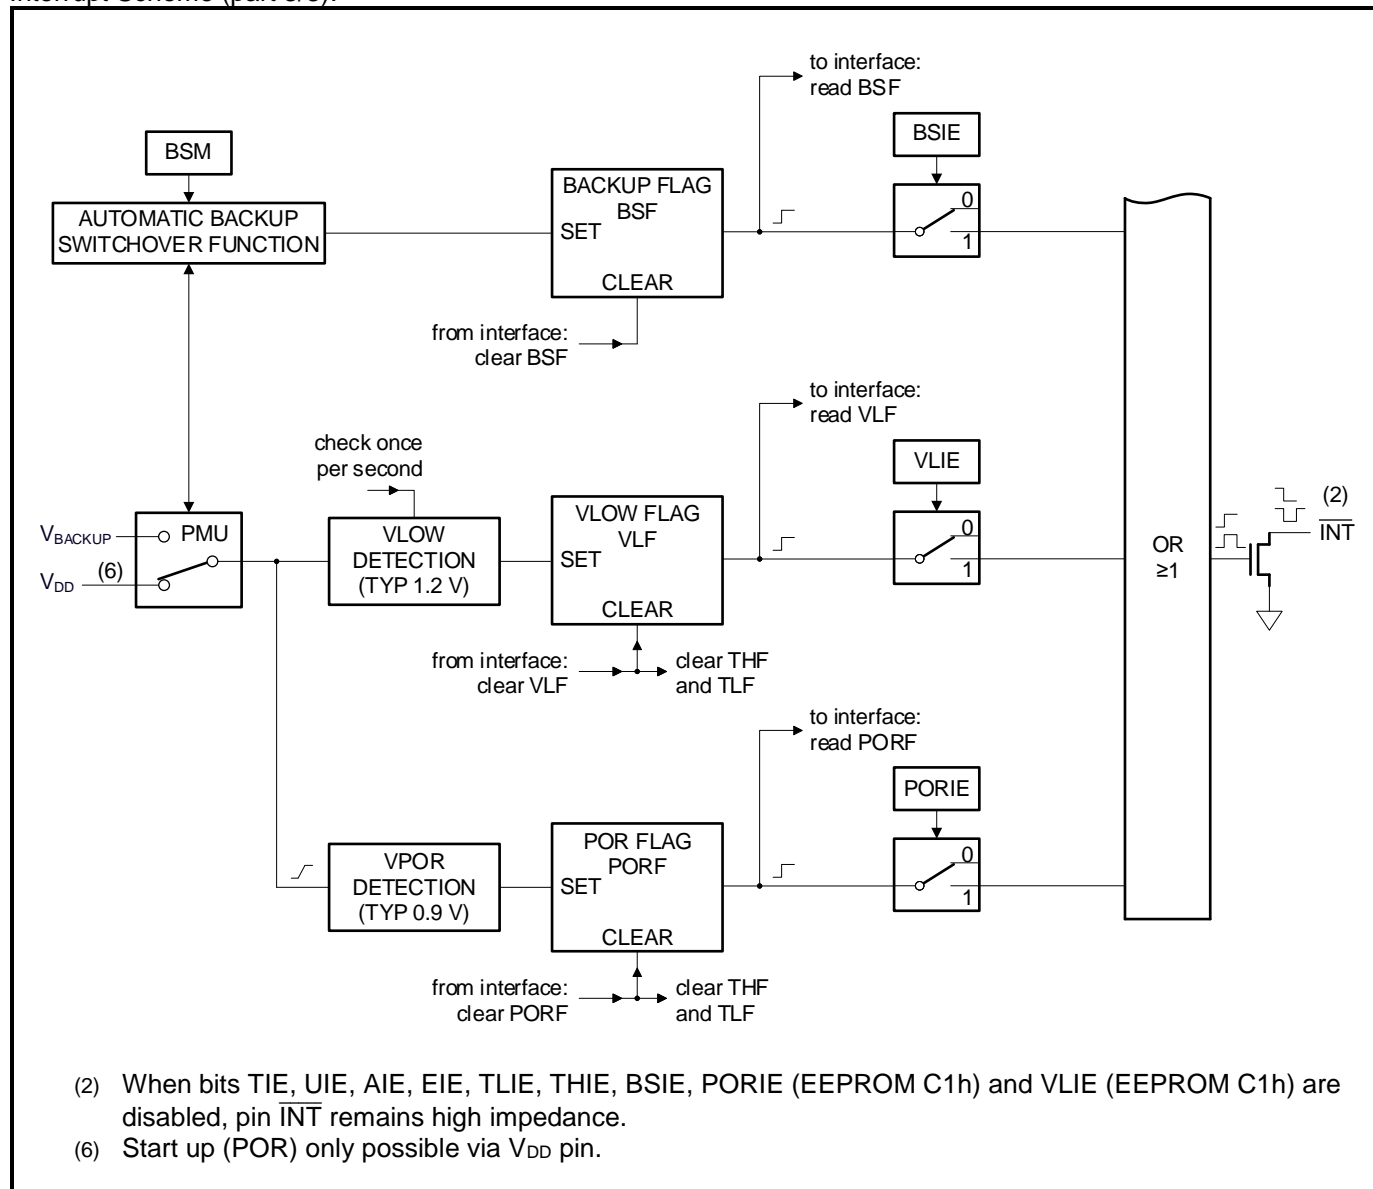 Interrupt Scheme (part 3/3):
to interface:
read BSF
BSM
BSIE
AUTOMATIC BACKUP
SWITCHOVER FUNCTION
BACKUP FLAG
BSF
SET
CLEAR
0
1
from interface:
clear BSF
to interface:
read VLF
check once
per second
VLIE
VBACKUP
PMU
VDD
(6)
VLOW
DETECTION
(TYP 1.2 V)
VLOW FLAG
VLF
SET
CLEAR
0
1
OR
≥1
(2)
INT
from interface:
clear VLF
clear THF
and TLF
to interface:
read PORF
PORIE
VPOR
DETECTION
(TYP 0.9 V)
POR FLAG
PORF
SET
CLEAR
0
1
from interface:
clear PORF
clear THF
and TLF
(2) When bits TIE, UIE, AIE, EIE, TLIE, THIE, BSIE, PORIE (EEPROM C1h) and VLIE (EEPROM C1h) are
disabled, pin INT remains high impedance.
(6) Start up (POR) only possible via VDD pin.